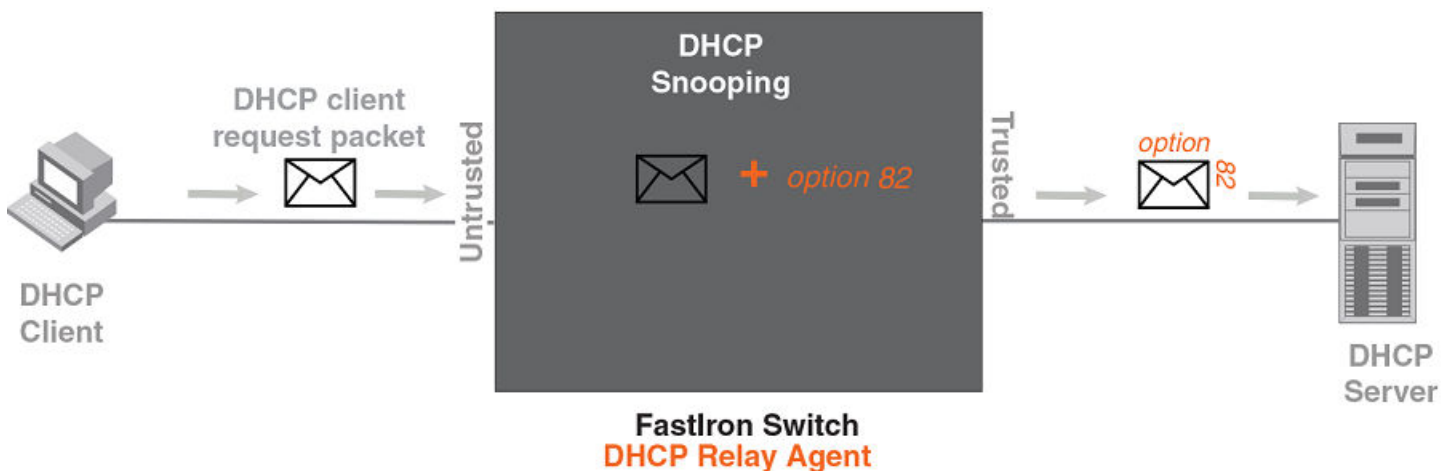 DHCP
Snooping
DHCP client
request packet
Untrusted
+ option 82
Trusted
option
82
DHCP
Client
DHCP
Server
FastIron Switch
DHCP Relay Agent